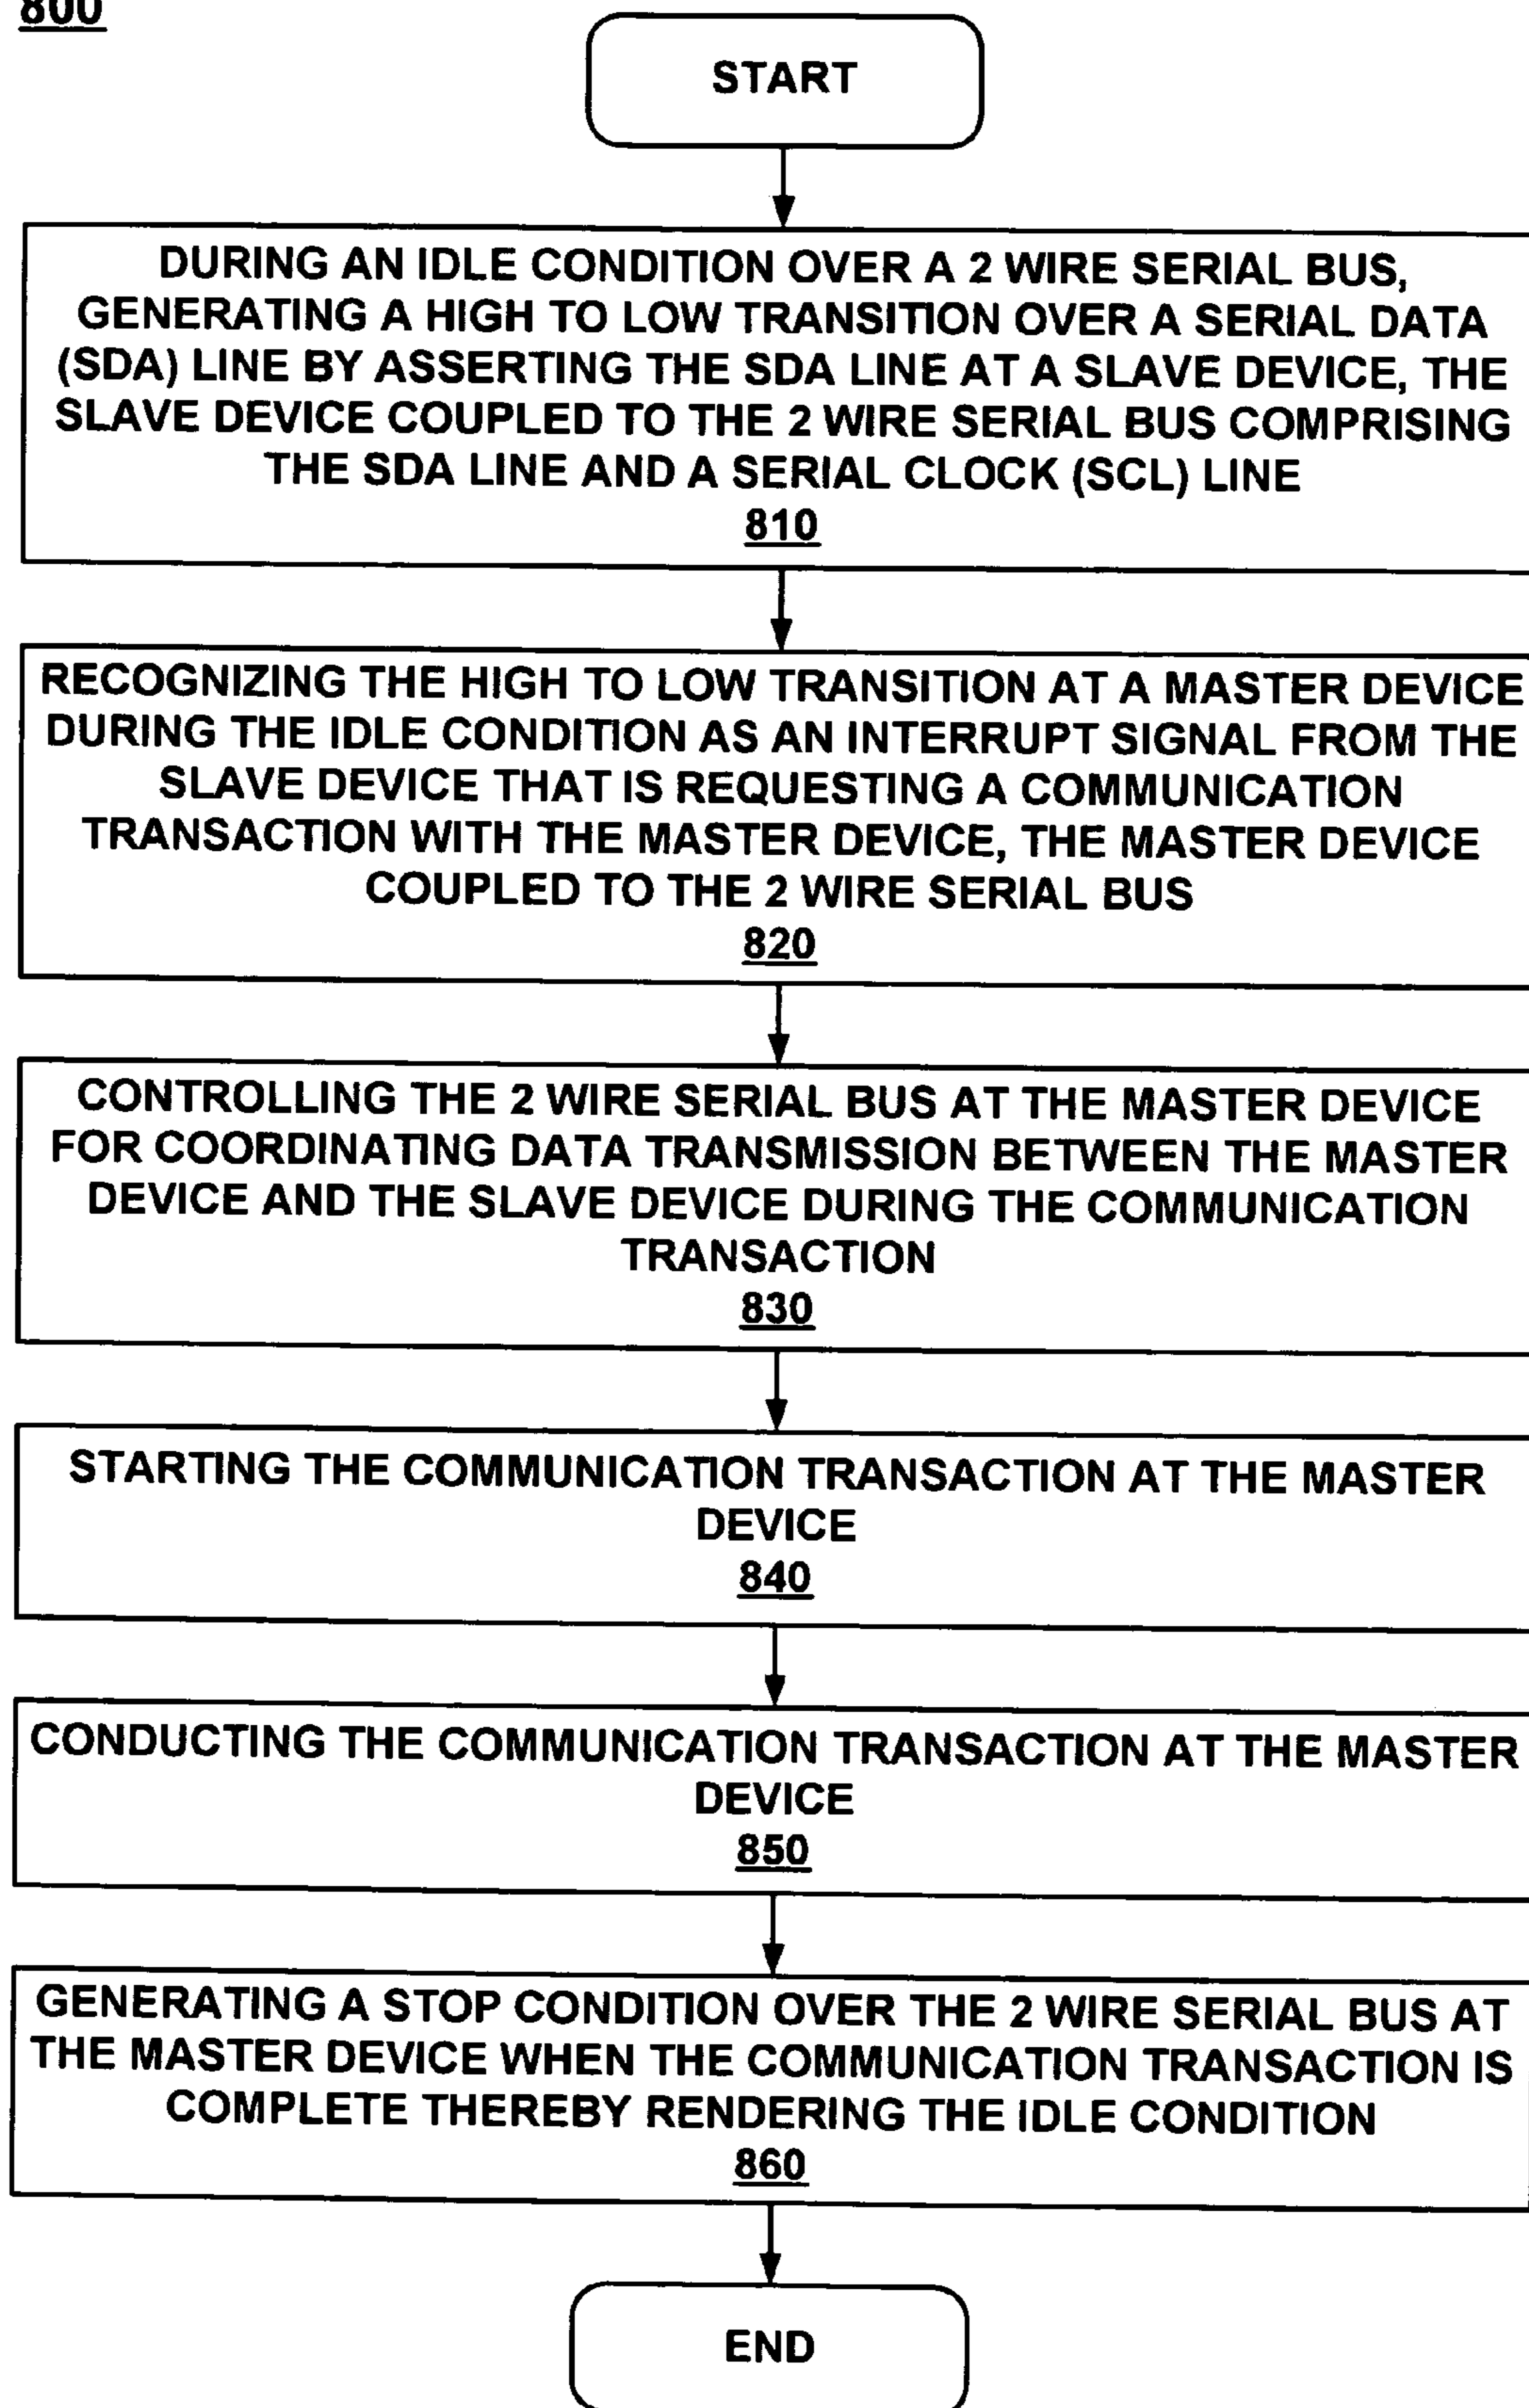 800
START
DURING AN IDLE CONDITION OVER A 2 WIRE SERIAL BUS,
GENERATING A HIGH TO LOW TRANSITION OVER A SERIAL DATA
(SDA) LINE BY ASSERTING THE SDA LINE AT A SLAVE DEVICE, THE
SLAVE DEVICE COUPLED TO THE 2 WIRE SERIAL BUS COMPRISING
THE SDA LINE AND A SERIAL CLOCK (SCL) LINE
810
RECOGNIZING THE HIGH TO LOW TRANSITION AT A MASTER DEVICE
DURING THE IDLE CONDITION AS AN INTERRUPT SIGNAL FROM THE
SLAVE DEVICE THAT IS REQUESTING A COMMUNICATION
TRANSACTION WITH THE MASTER DEVICE, THE MASTER DEVICE
COUPLED TO THE 2 WIRE SERIAL BUS
820
CONTROLLING THE 2 WIRE SERIAL BUS AT THE MASTER DEVICE
FOR COORDINATING DATA TRANSMISSION BETWEEN THE MASTER
DEVICE AND THE SLAVE DEVICE DURING THE COMMUNICATION
TRANSACTION
830
STARTING THE COMMUNICATION TRANSACTION AT THE MASTER
DEVICE
840
CONDUCTING THE COMMUNICATION TRANSACTION AT THE MASTER
DEVICE
850
GENERATING A STOP CONDITION OVER THE 2 WIRE SERIAL BUS AT
THE MASTER DEVICE WHEN THE COMMUNICATION TRANSACTION IS
COMPLETE THEREBY RENDERING THE IDLE CONDITION
860
END